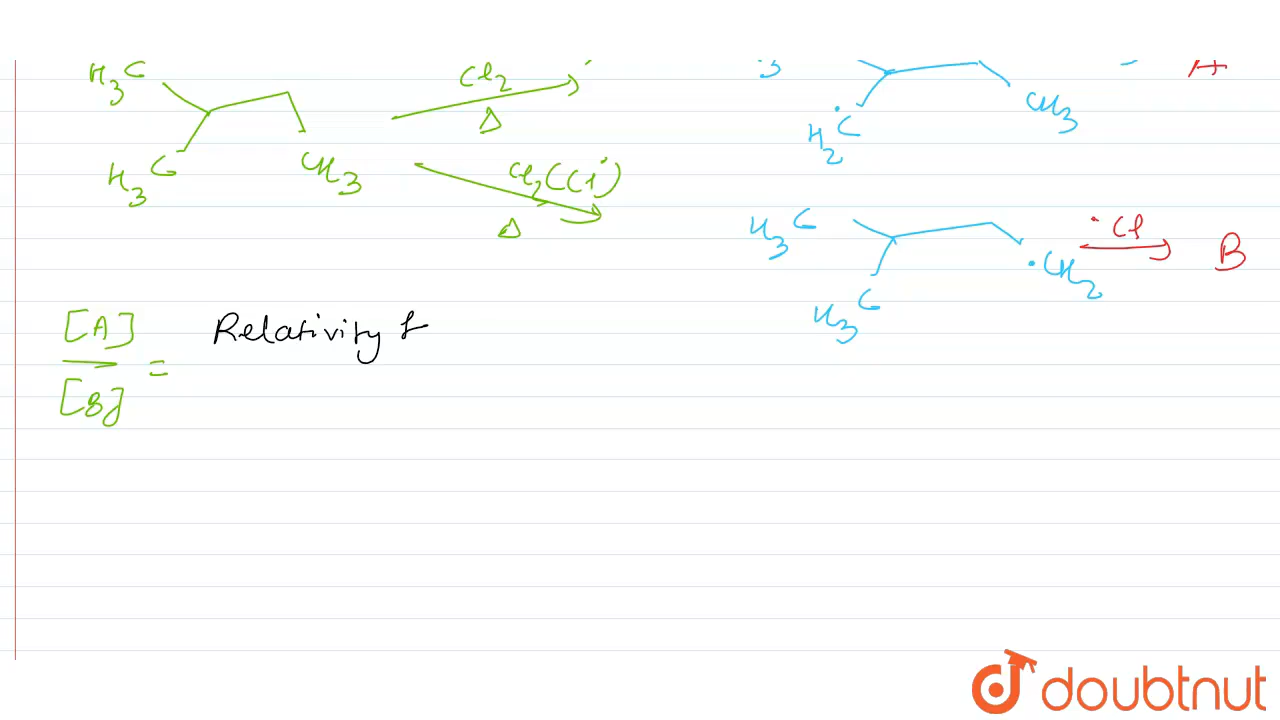 H3C
Cl2
Δ
H3C
CH3
Cl2(Cl•)
Δ
•
H2C
CH3
A
H3C
H3C
•CH2
•Cl
B
[A]
[B]
=
Relativity f
doubtnut